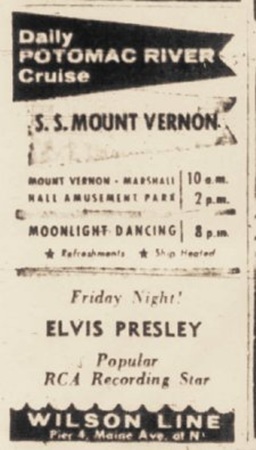 Daily
POTOMAC RIVER
Cruise
S.S. MOUNT VERNON
MOUNT VERNON - MARSHALL 10 a.m.
HALL AMUSEMENT PARK 2 p.m.
MOONLIGHT DANCING 8 p.m.
★ Refreshments ★ Ship Heated
Friday Night!
ELVIS PRESLEY
Popular
RCA Recording Star
WILSON LINE
Pier 4, Maine Ave. at N